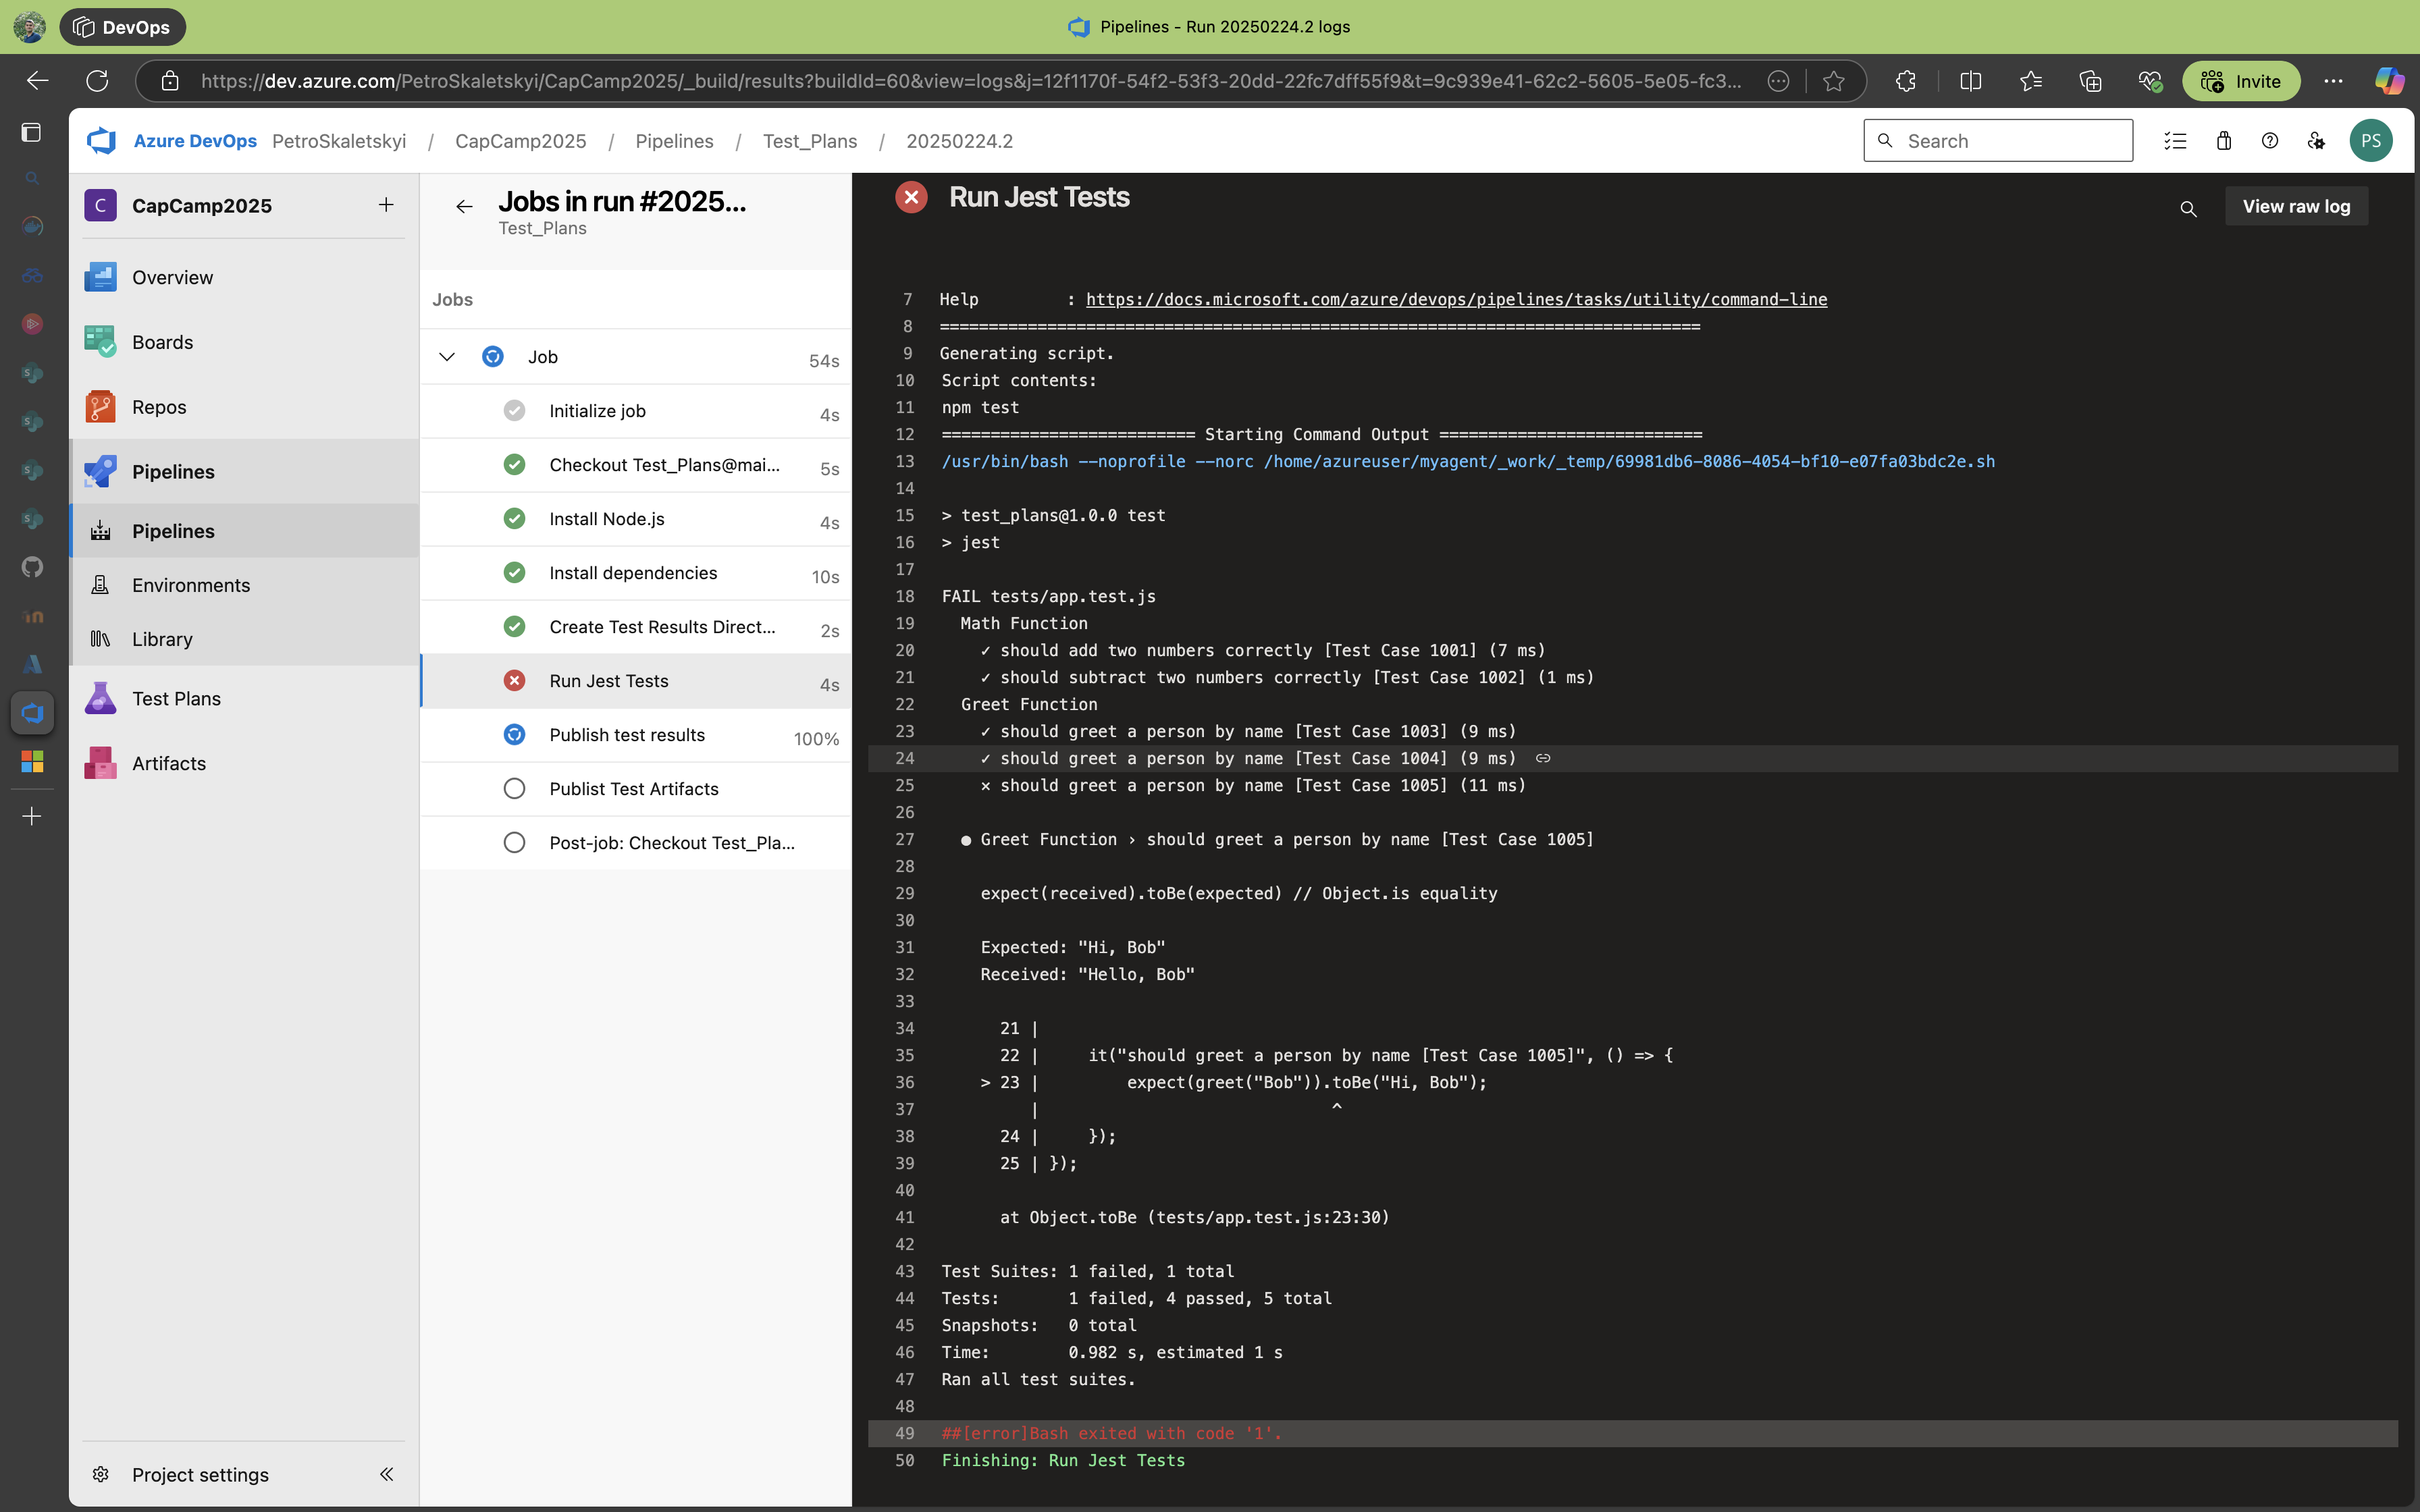 DevOps
Pipelines - Run 20250224.2 logs
https://dev.azure.com/PetroSkaletskyi/CapCamp2025/_build/results?buildId=60&view=logs&j=12f1170f-54f2-53f3-20dd-22fc7dff55f9&t=9c939e41-62c2-5605-5e05-fc3...
Invite
Azure DevOps PetroSkaletskyi / CapCamp2025 / Pipelines / Test_Plans / 20250224.2
Search
PS
C CapCamp2025
Overview
Boards
Repos
Pipelines
Pipelines
Environments
Library
Test Plans
Artifacts
Project settings
Jobs in run #2025...
Test_Plans
Jobs
Job 54s
Initialize job 4s
Checkout Test_Plans@mai... 5s
Install Node.js 4s
Install dependencies 10s
Create Test Results Direct... 2s
Run Jest Tests 4s
Publish test results 100%
Publist Test Artifacts
Post-job: Checkout Test_Pla...
Run Jest Tests
View raw log
7 Help : https://docs.microsoft.com/azure/devops/pipelines/tasks/utility/command-line
8 ==============================================================================
9 Generating script.
10 Script contents:
11 npm test
12 ========================== Starting Command Output ===========================
13 /usr/bin/bash --noprofile --norc /home/azureuser/myagent/_work/_temp/69981db6-8086-4054-bf10-e07fa03bdc2e.sh
14
15 > test_plans@1.0.0 test
16 > jest
17
18 FAIL tests/app.test.js
19 Math Function
20 ✓ should add two numbers correctly [Test Case 1001] (7 ms)
21 ✓ should subtract two numbers correctly [Test Case 1002] (1 ms)
22 Greet Function
23 ✓ should greet a person by name [Test Case 1003] (9 ms)
24 ✓ should greet a person by name [Test Case 1004] (9 ms)
25 × should greet a person by name [Test Case 1005] (11 ms)
26
27 ● Greet Function › should greet a person by name [Test Case 1005]
28
29 expect(received).toBe(expected) // Object.is equality
30
31 Expected: "Hi, Bob"
32 Received: "Hello, Bob"
33
34 21 |
35 22 | it("should greet a person by name [Test Case 1005]", () => {
36 > 23 | expect(greet("Bob")).toBe("Hi, Bob");
37 | ^
38 24 | });
39 25 | });
40
41 at Object.toBe (tests/app.test.js:23:30)
42
43 Test Suites: 1 failed, 1 total
44 Tests: 1 failed, 4 passed, 5 total
45 Snapshots: 0 total
46 Time: 0.982 s, estimated 1 s
47 Ran all test suites.
48
49 ##[error]Bash exited with code '1'.
50 Finishing: Run Jest Tests